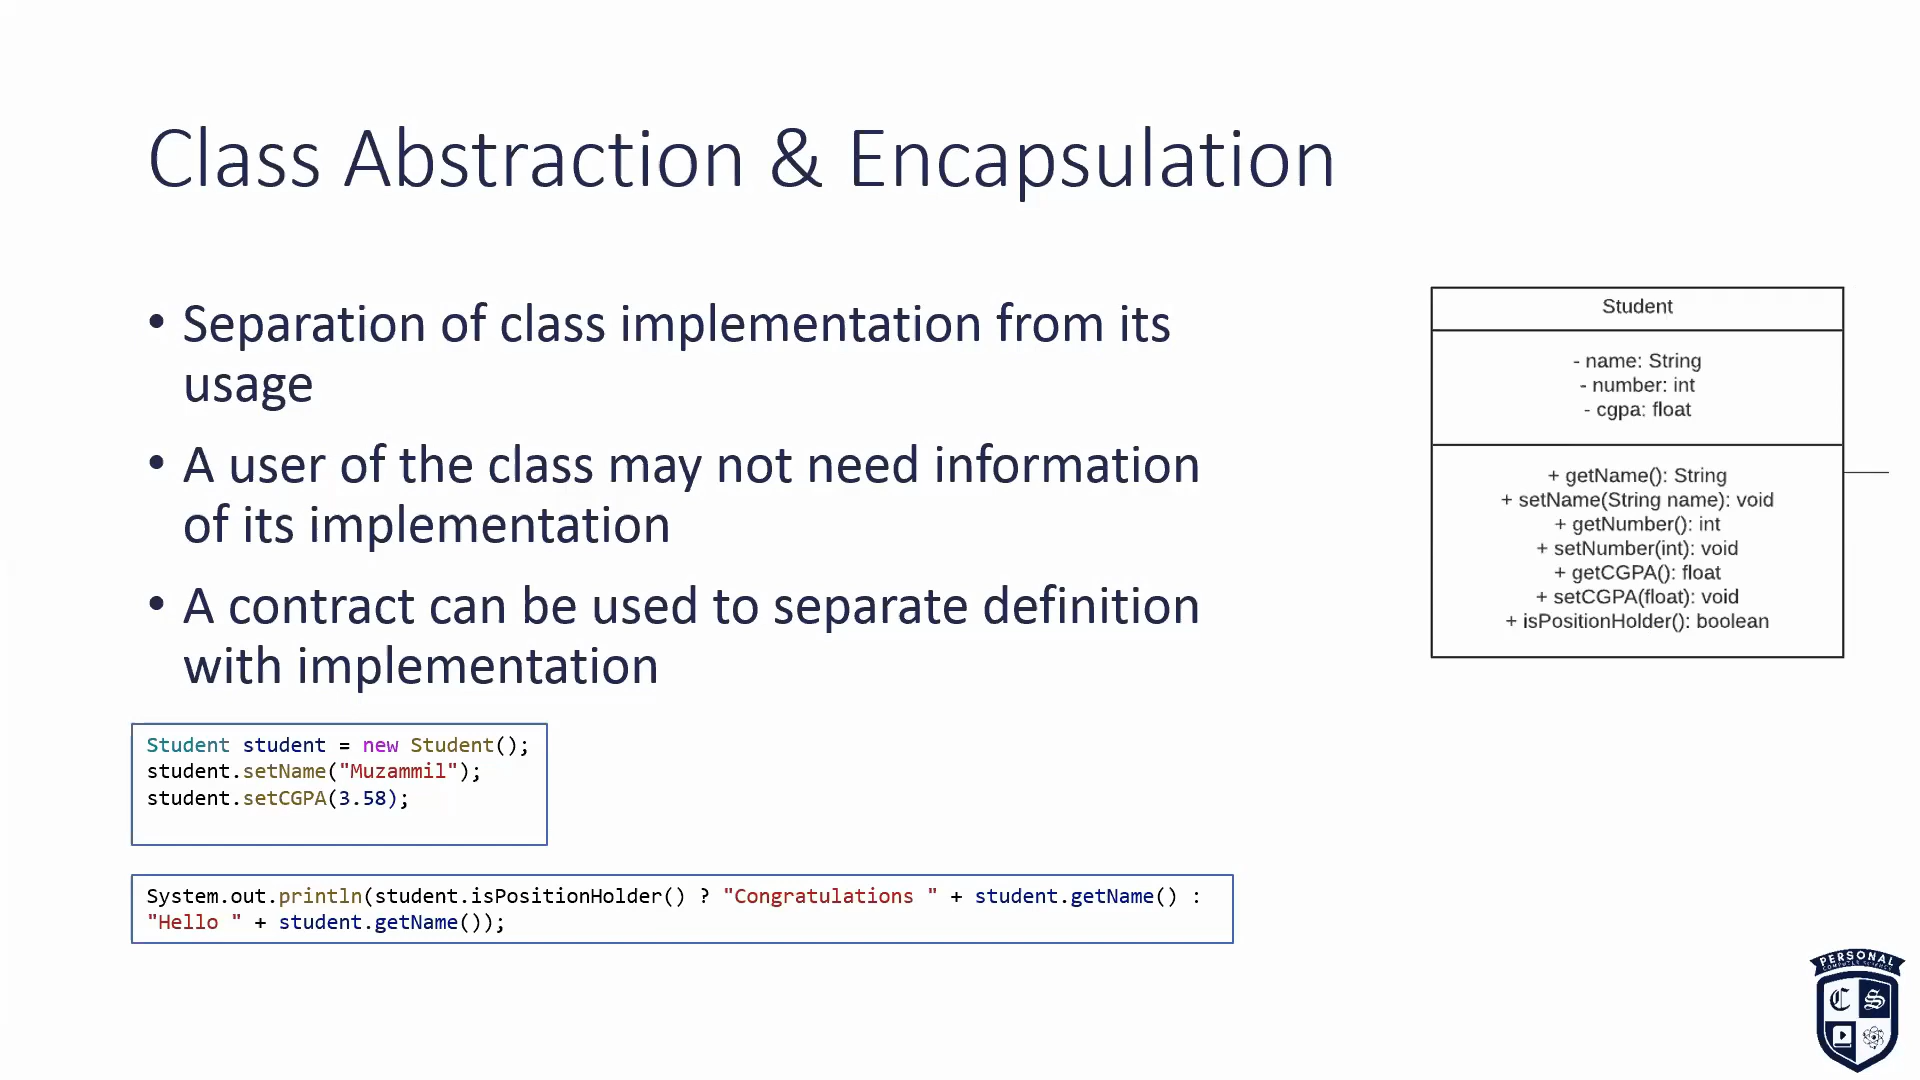 Class Abstraction & Encapsulation
• Separation of class implementation from its
usage
• A user of the class may not need information
of its implementation
• A contract can be used to separate definition
with implementation
Student
- name: String
- number: int
- cgpa: float
+ getName(): String
+ setName(String name): void
+ getNumber(): int
+ setNumber(int): void
+ getCGPA(): float
+ setCGPA(float): void
+ isPositionHolder(): boolean
Student student = new Student();
student.setName("Muzammil");
student.setCGPA(3.58);
System.out.println(student.isPositionHolder() ? "Congratulations " + student.getName() :
"Hello " + student.getName());
PERSONAL
COMPUTER SCIENCE
C S